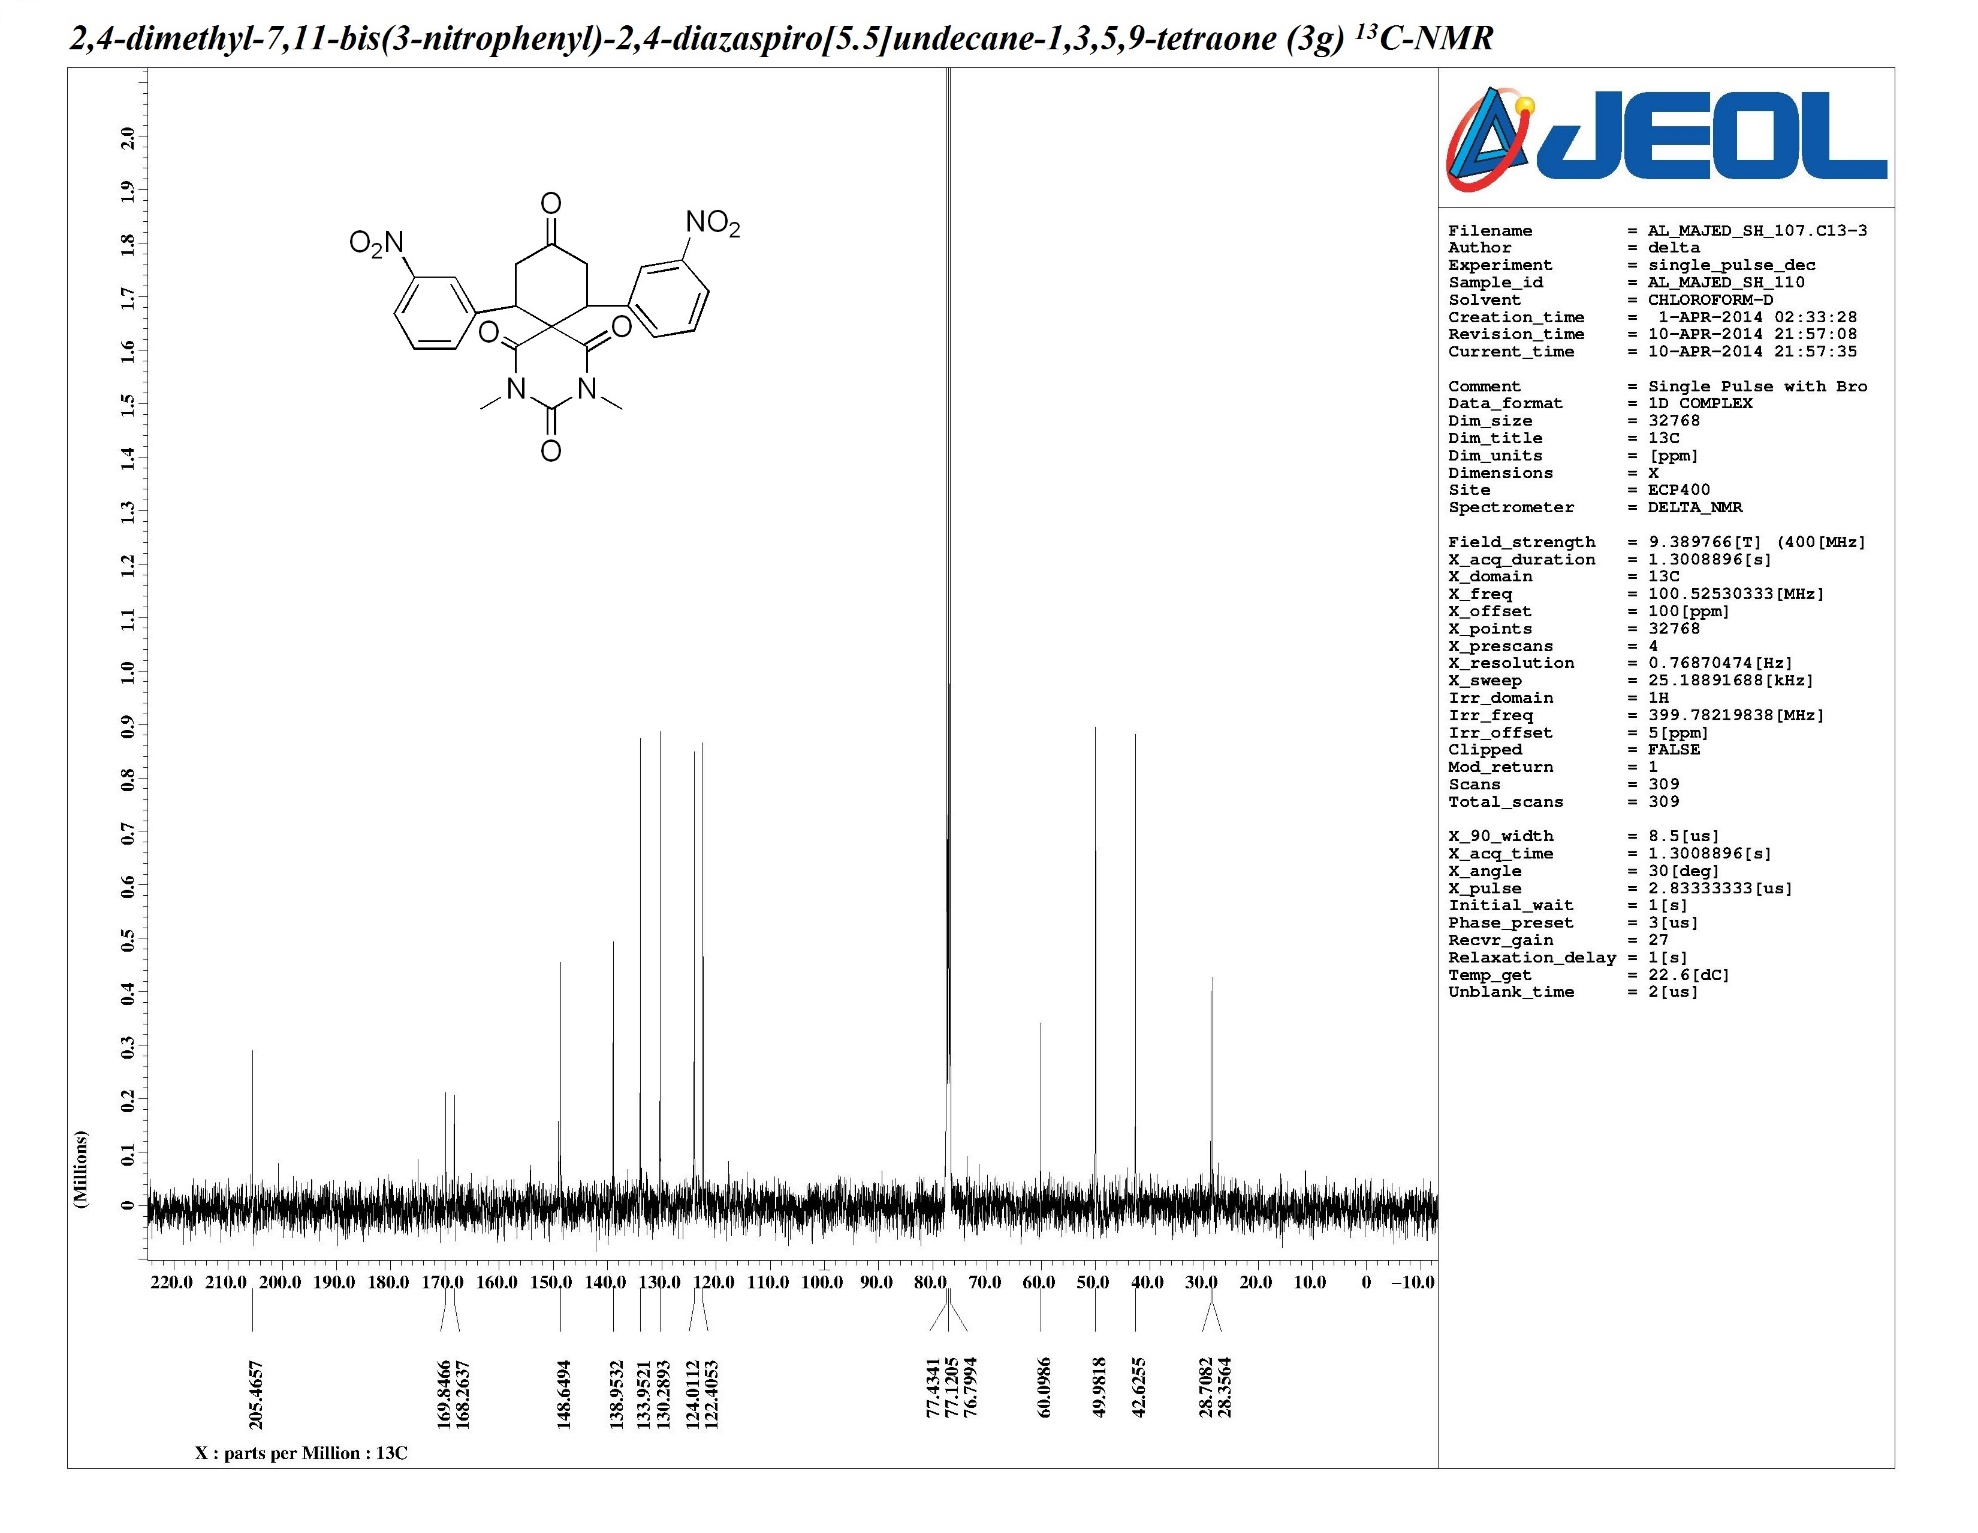 2,4-dimethyl-7,11-bis(3-nitrophenyl)-2,4-diazaspiro[5.5]undecane-1,3,5,9-tetraone (3g) ¹³C-NMR
JEOL
O
NO₂
O₂N
O
O
N
N
O
(Millions)
0 0.1 0.2 0.3 0.4 0.5 0.6 0.7 0.8 0.9 1.0 1.1 1.2 1.3 1.4 1.5 1.6 1.7 1.8 1.9 2.0
220.0 210.0 200.0 190.0 180.0 170.0 160.0 150.0 140.0 130.0 120.0 110.0 100.0 90.0 80.0 70.0 60.0 50.0 40.0 30.0 20.0 10.0 0 −10.0
205.4657
169.8466
168.2637
148.6494
138.9532
133.9521
130.2893
124.0112
122.4053
77.4341
77.1205
76.7994
60.0986
49.9818
42.6255
28.7082
28.3564
X : parts per Million : 13C
Filename = AL_MAJED_SH_107.C13-3
Author = delta
Experiment = single_pulse_dec
Sample_id = AL_MAJED_SH_110
Solvent = CHLOROFORM-D
Creation_time = 1-APR-2014 02:33:28
Revision_time = 10-APR-2014 21:57:08
Current_time = 10-APR-2014 21:57:35
Comment = Single Pulse with Bro
Data_format = 1D COMPLEX
Dim_size = 32768
Dim_title = 13C
Dim_units = [ppm]
Dimensions = X
Site = ECP400
Spectrometer = DELTA_NMR
Field_strength = 9.389766[T] (400[MHz]
X_acq_duration = 1.3008896[s]
X_domain = 13C
X_freq = 100.52530333[MHz]
X_offset = 100[ppm]
X_points = 32768
X_prescans = 4
X_resolution = 0.76870474[Hz]
X_sweep = 25.18891688[kHz]
Irr_domain = 1H
Irr_freq = 399.78219838[MHz]
Irr_offset = 5[ppm]
Clipped = FALSE
Mod_return = 1
Scans = 309
Total_scans = 309
X_90_width = 8.5[us]
X_acq_time = 1.3008896[s]
X_angle = 30[deg]
X_pulse = 2.83333333[us]
Initial_wait = 1[s]
Phase_preset = 3[us]
Recvr_gain = 27
Relaxation_delay = 1[s]
Temp_get = 22.6[dC]
Unblank_time = 2[us]